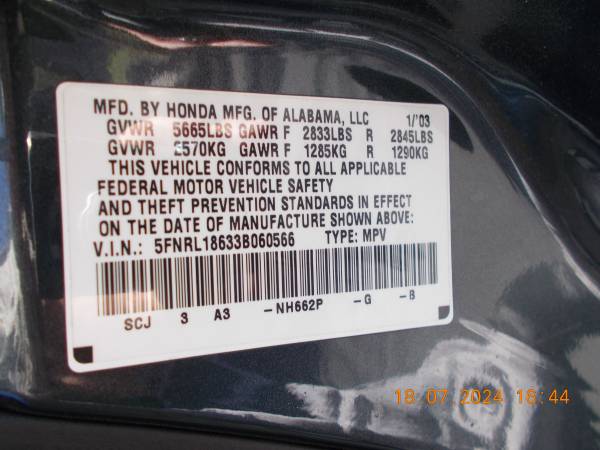 MFD. BY HONDA MFG. OF ALABAMA, LLC 1/'03
GVWR 5665LBS GAWR F 2833LBS R 2845LBS
GVWR 2570KG GAWR F 1285KG R 1290KG
THIS VEHICLE CONFORMS TO ALL APPLICABLE
FEDERAL MOTOR VEHICLE SAFETY
AND THEFT PREVENTION STANDARDS IN EFFECT
ON THE DATE OF MANUFACTURE SHOWN ABOVE:
V.I.N.: 5FNRL18633B060566 TYPE: MPV
SCJ 3 A3 -NH662P -G -B
18.07.2024 16:44